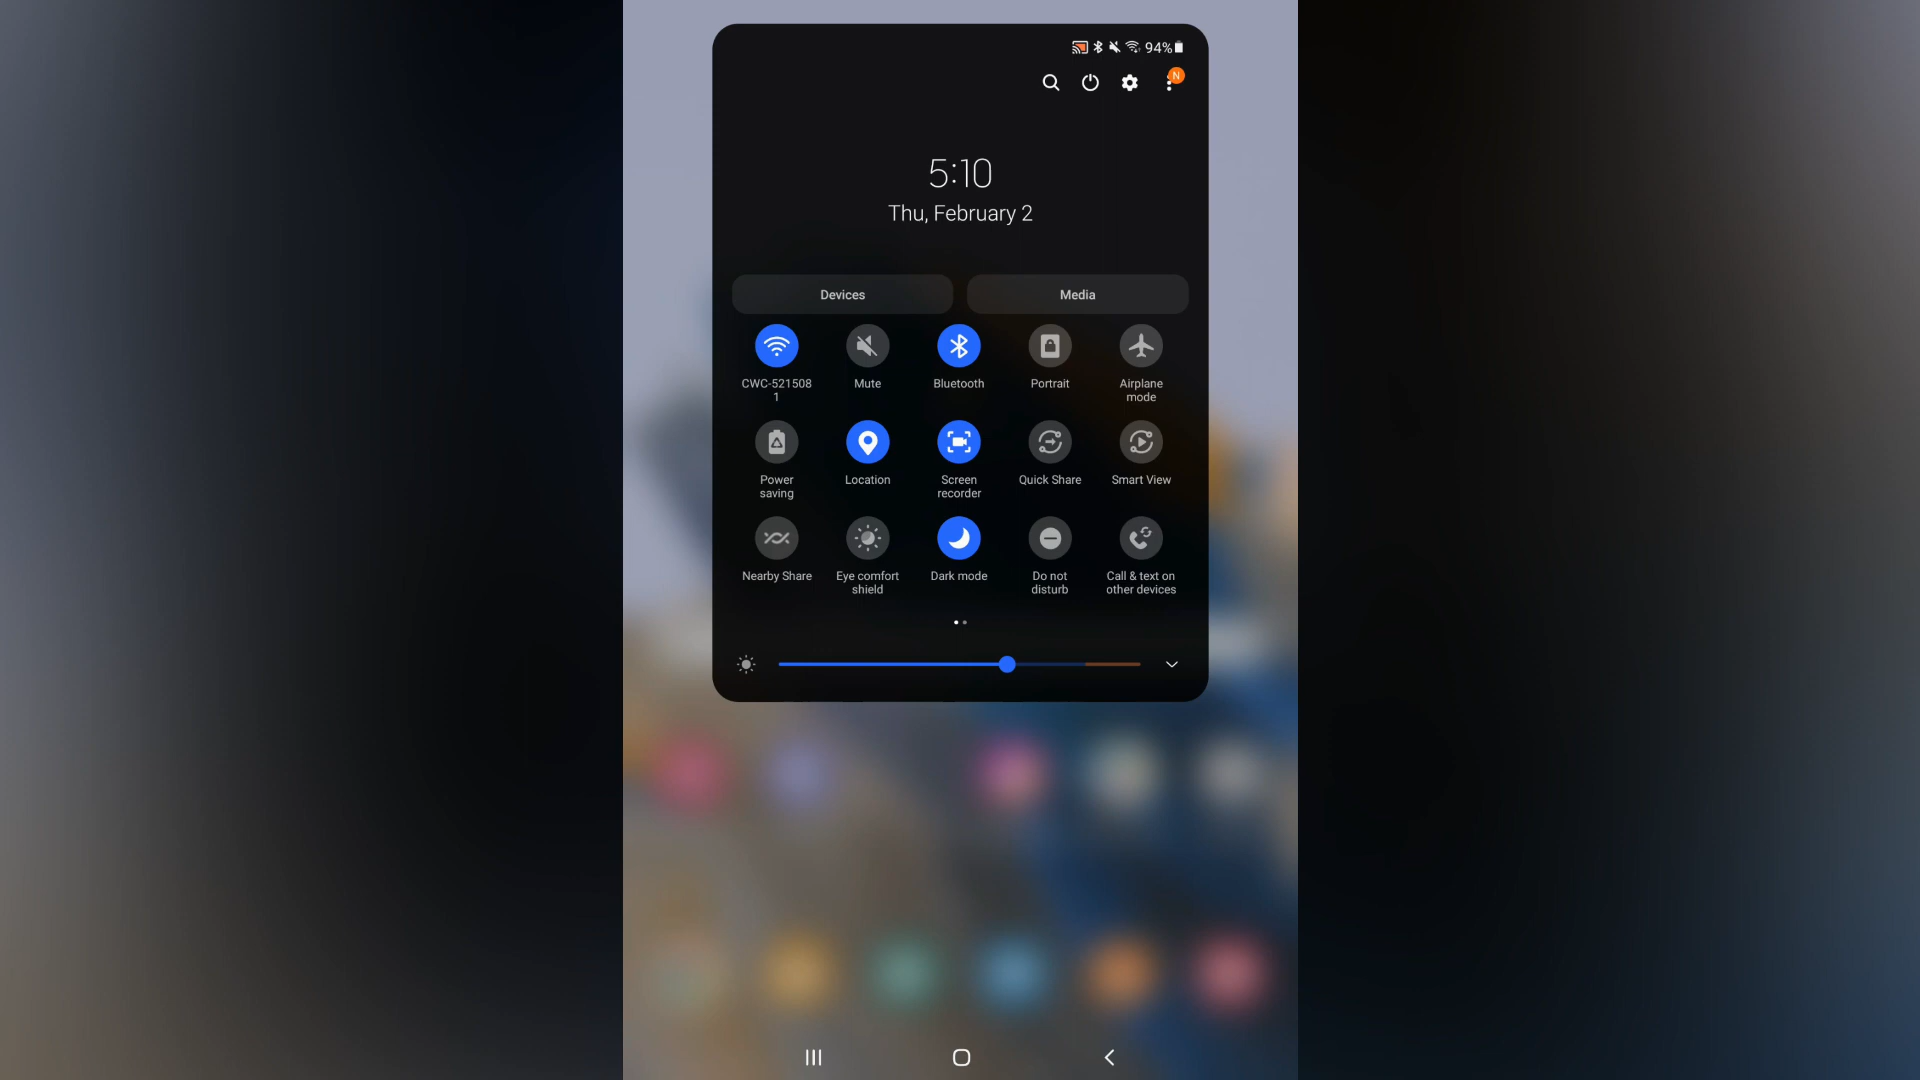 94%
N
5:10
Thu, February 2
Devices
Media
CWC-521508
1
Mute
Bluetooth
Portrait
Airplane
mode
Power
saving
Location
Screen
recorder
Quick Share
Smart View
Nearby Share
Eye comfort
shield
Dark mode
Do not
disturb
Call & text on
other devices